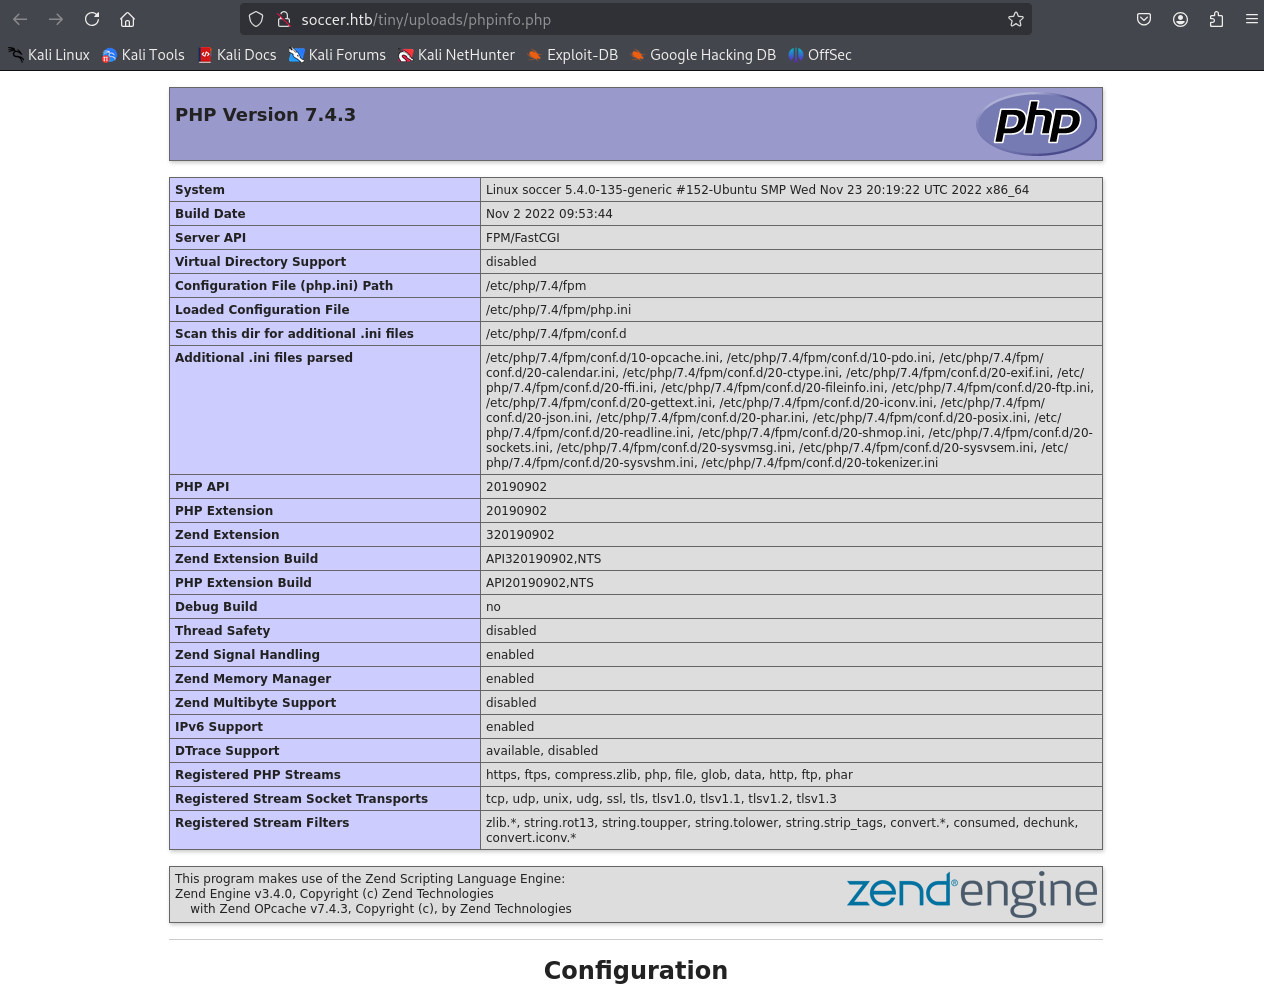 soccer.htb/tiny/uploads/phpinfo.php
Kali Linux Kali Tools Kali Docs Kali Forums Kali NetHunter Exploit-DB Google Hacking DB OffSec
PHP Version 7.4.3
php
System Linux soccer 5.4.0-135-generic #152-Ubuntu SMP Wed Nov 23 20:19:22 UTC 2022 x86_64
Build Date Nov 2 2022 09:53:44
Server API FPM/FastCGI
Virtual Directory Support disabled
Configuration File (php.ini) Path /etc/php/7.4/fpm
Loaded Configuration File /etc/php/7.4/fpm/php.ini
Scan this dir for additional .ini files /etc/php/7.4/fpm/conf.d
Additional .ini files parsed /etc/php/7.4/fpm/conf.d/10-opcache.ini, /etc/php/7.4/fpm/conf.d/10-pdo.ini, /etc/php/7.4/fpm/
conf.d/20-calendar.ini, /etc/php/7.4/fpm/conf.d/20-ctype.ini, /etc/php/7.4/fpm/conf.d/20-exif.ini, /etc/
php/7.4/fpm/conf.d/20-ffi.ini, /etc/php/7.4/fpm/conf.d/20-fileinfo.ini, /etc/php/7.4/fpm/conf.d/20-ftp.ini,
/etc/php/7.4/fpm/conf.d/20-gettext.ini, /etc/php/7.4/fpm/conf.d/20-iconv.ini, /etc/php/7.4/fpm/
conf.d/20-json.ini, /etc/php/7.4/fpm/conf.d/20-phar.ini, /etc/php/7.4/fpm/conf.d/20-posix.ini, /etc/
php/7.4/fpm/conf.d/20-readline.ini, /etc/php/7.4/fpm/conf.d/20-shmop.ini, /etc/php/7.4/fpm/conf.d/20-
sockets.ini, /etc/php/7.4/fpm/conf.d/20-sysvmsg.ini, /etc/php/7.4/fpm/conf.d/20-sysvsem.ini, /etc/
php/7.4/fpm/conf.d/20-sysvshm.ini, /etc/php/7.4/fpm/conf.d/20-tokenizer.ini
PHP API 20190902
PHP Extension 20190902
Zend Extension 320190902
Zend Extension Build API320190902,NTS
PHP Extension Build API20190902,NTS
Debug Build no
Thread Safety disabled
Zend Signal Handling enabled
Zend Memory Manager enabled
Zend Multibyte Support disabled
IPv6 Support enabled
DTrace Support available, disabled
Registered PHP Streams https, ftps, compress.zlib, php, file, glob, data, http, ftp, phar
Registered Stream Socket Transports tcp, udp, unix, udg, ssl, tls, tlsv1.0, tlsv1.1, tlsv1.2, tlsv1.3
Registered Stream Filters zlib.*, string.rot13, string.toupper, string.tolower, string.strip_tags, convert.*, consumed, dechunk,
convert.iconv.*
This program makes use of the Zend Scripting Language Engine:
Zend Engine v3.4.0, Copyright (c) Zend Technologies
with Zend OPcache v7.4.3, Copyright (c), by Zend Technologies
zend® engine
Configuration